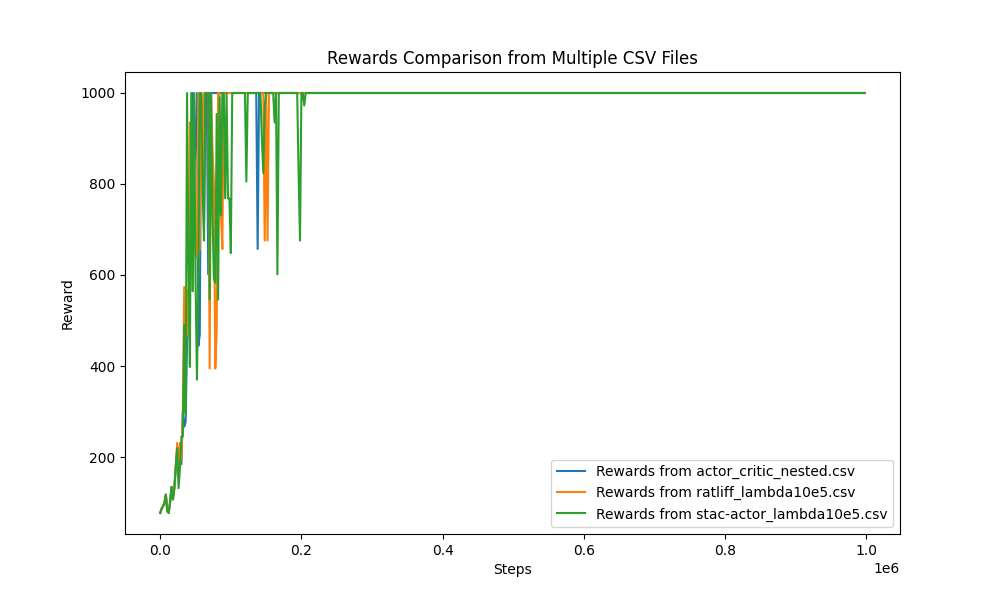 Rewards Comparison from Multiple CSV Files
Reward
1000
800
600
400
200
0.0 0.2 0.4 0.6 0.8 1.0
1e6
Steps
Rewards from actor_critic_nested.csv
Rewards from ratliff_lambda10e5.csv
Rewards from stac-actor_lambda10e5.csv